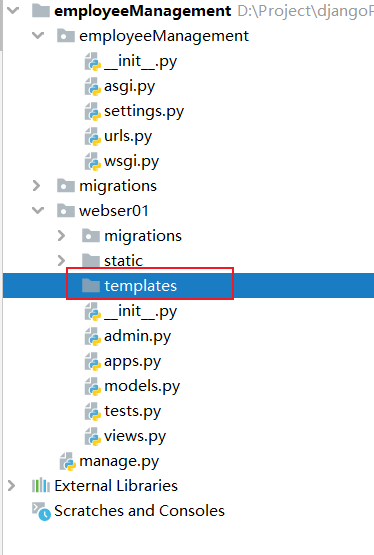 employeeManagement D:\Project\django
employeeManagement
__init__.py
asgi.py
settings.py
urls.py
wsgi.py
migrations
webser01
migrations
static
templates
__init__.py
admin.py
apps.py
models.py
tests.py
views.py
manage.py
External Libraries
Scratches and Consoles